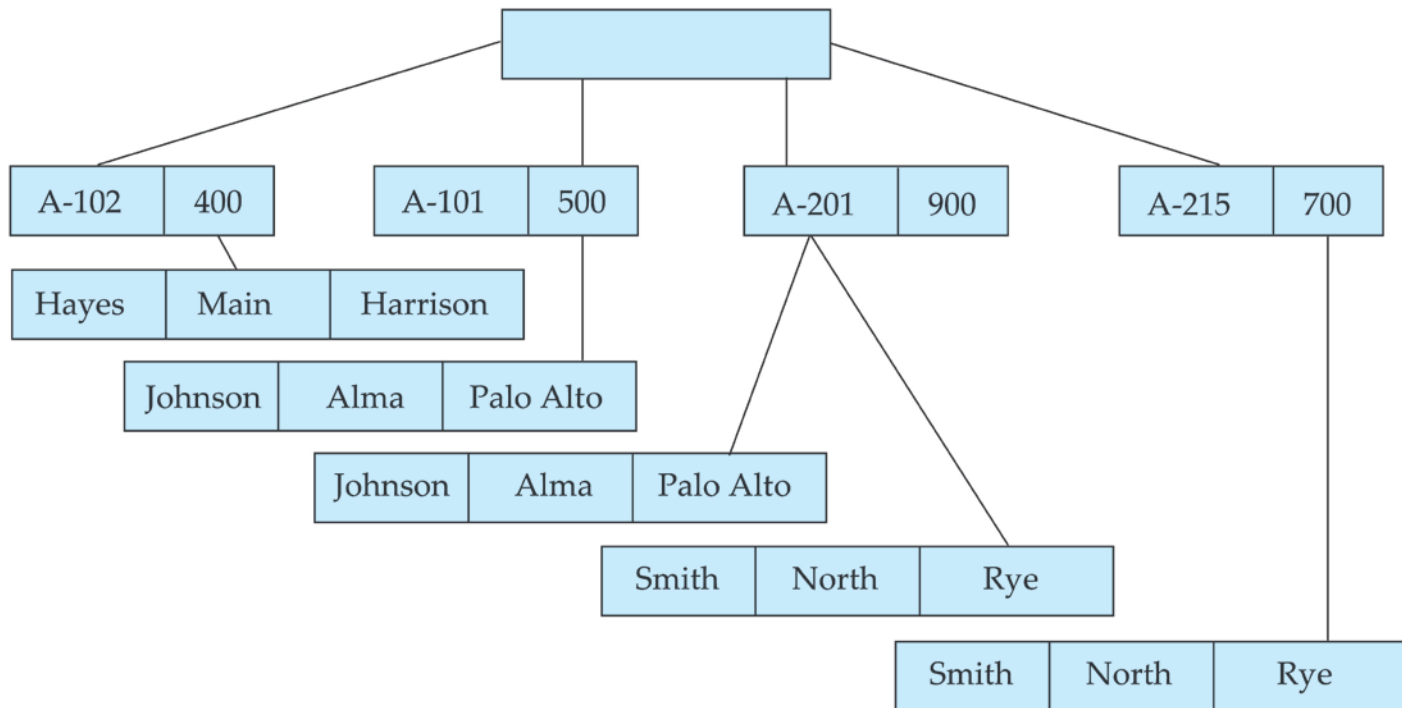 A-102 400 A-101 500 A-201 900 A-215 700
Hayes Main Harrison
Johnson Alma Palo Alto
Johnson Alma Palo Alto
Smith North Rye
Smith North Rye